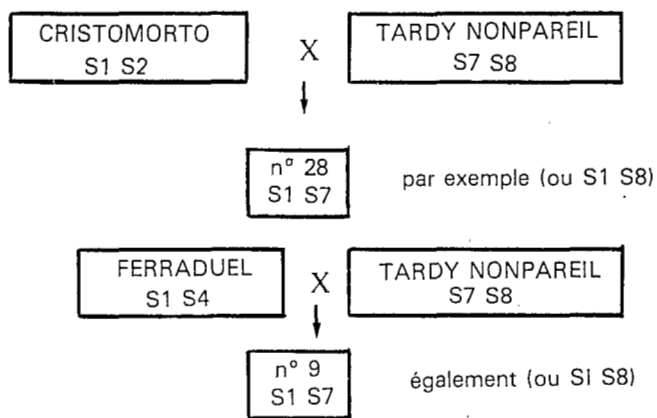 CRISTOMORTO X TARDY NONPAREIL
S1 S2 S7 S8
n° 28
S1 S7 par exemple (ou S1 S8)
FERRADUEL X TARDY NONPAREIL
S1 S4 S7 S8
n° 9
S1 S7 également (ou Si S8)